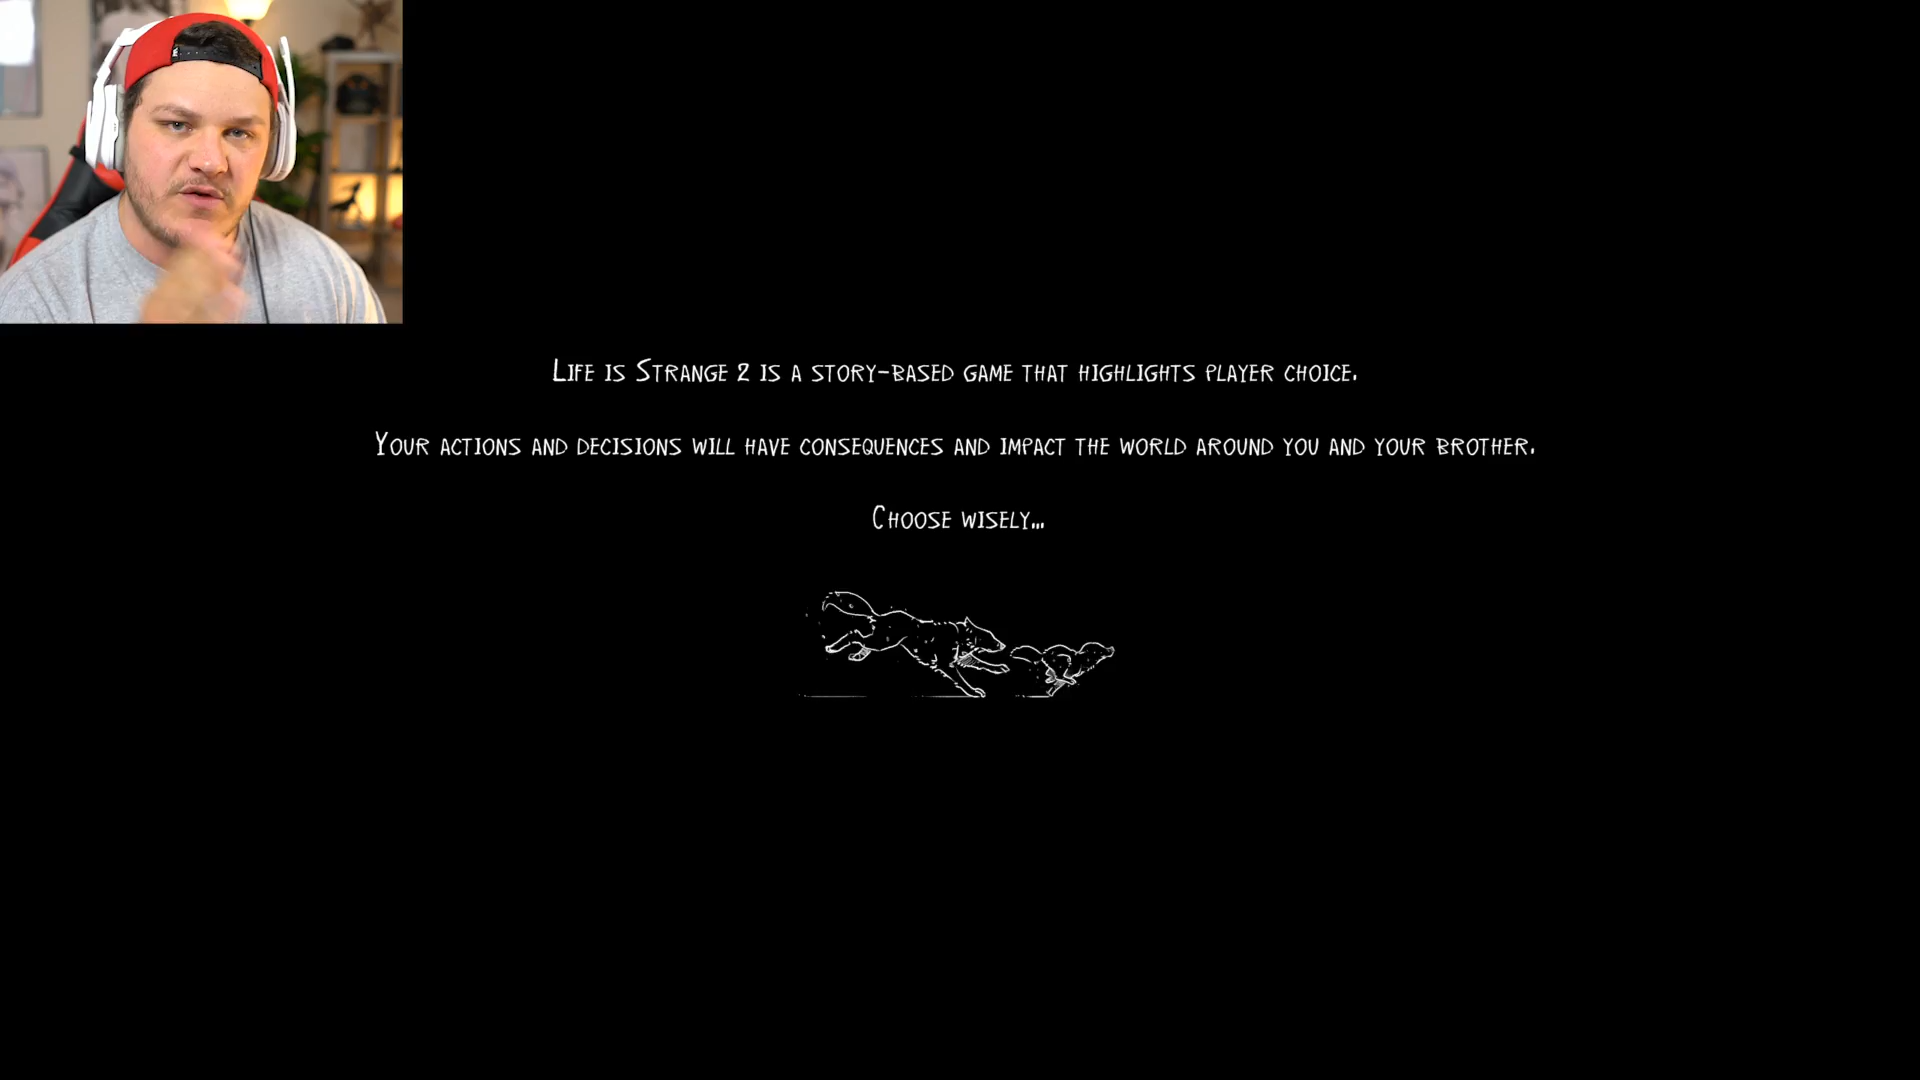 Life is Strange 2 is a story-based game that highlights player choice.
Your actions and decisions will have consequences and impact the world around you and your brother.
Choose wisely...